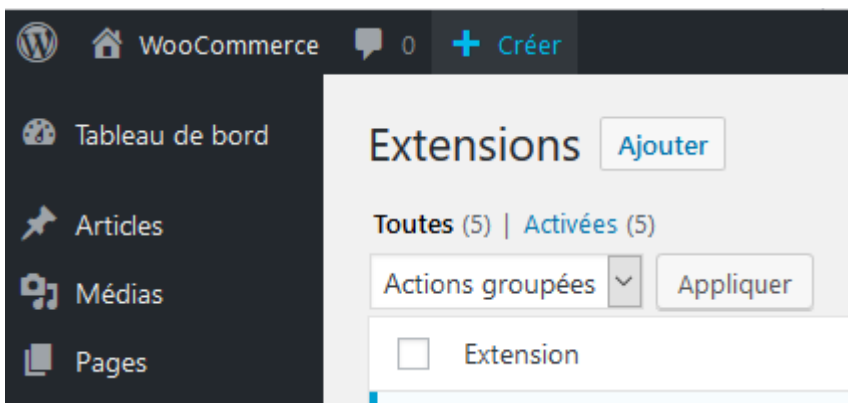 WooCommerce 0 + Créer
Tableau de bord
Extensions Ajouter
Articles
Toutes (5) | Activées (5)
Médias
Actions groupées Appliquer
Pages
Extension